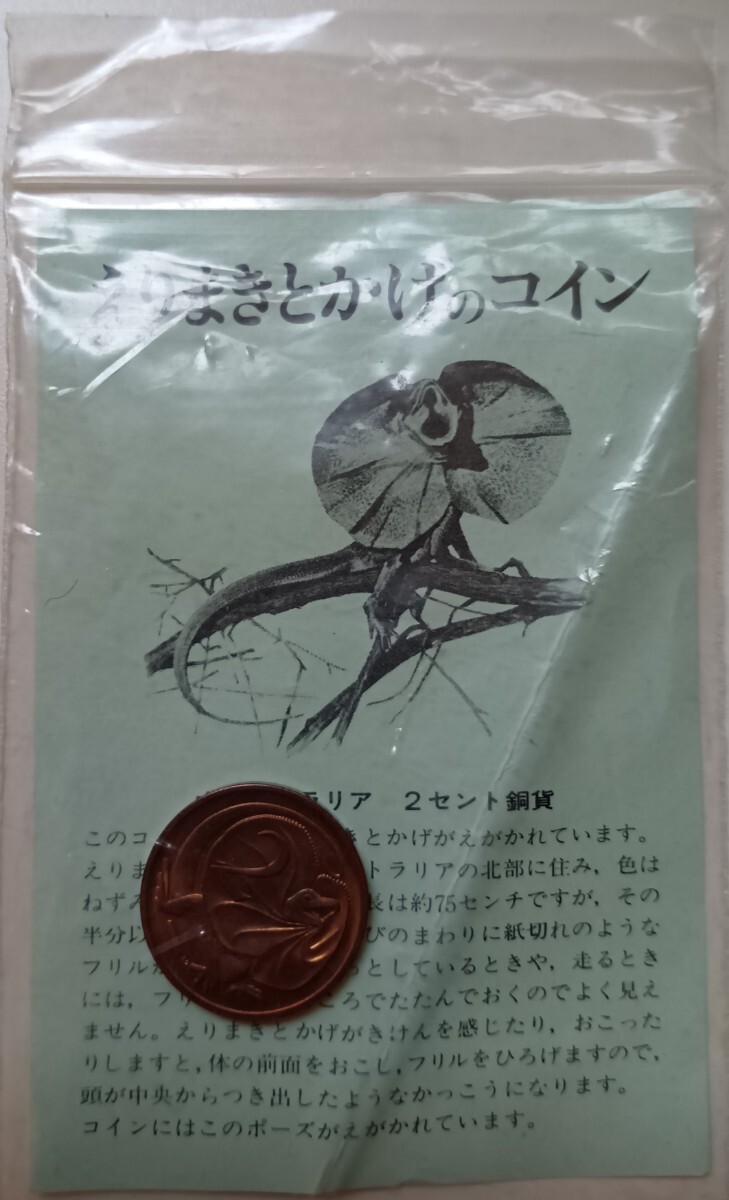 えりまきとかげのコイン
ラリア 2セント銅貨
このコ きとかげがえがかれています。
えりま トラリアの北部に住み，色は
ねずみ 長は約75センチですが，その
半分以 びのまわりに紙切れのような
フリルが っとしているときや，走るとき
には，フリ ころでたたんでおくのでよく見え
ません。えりまきとかげがきけんを感じたり，おこった
りしますと，体の前面をおこし，フリルをひろげますので，
頭が中央からつき出したようなかっこうになります。
コインにはこのポーズがえがかれています。